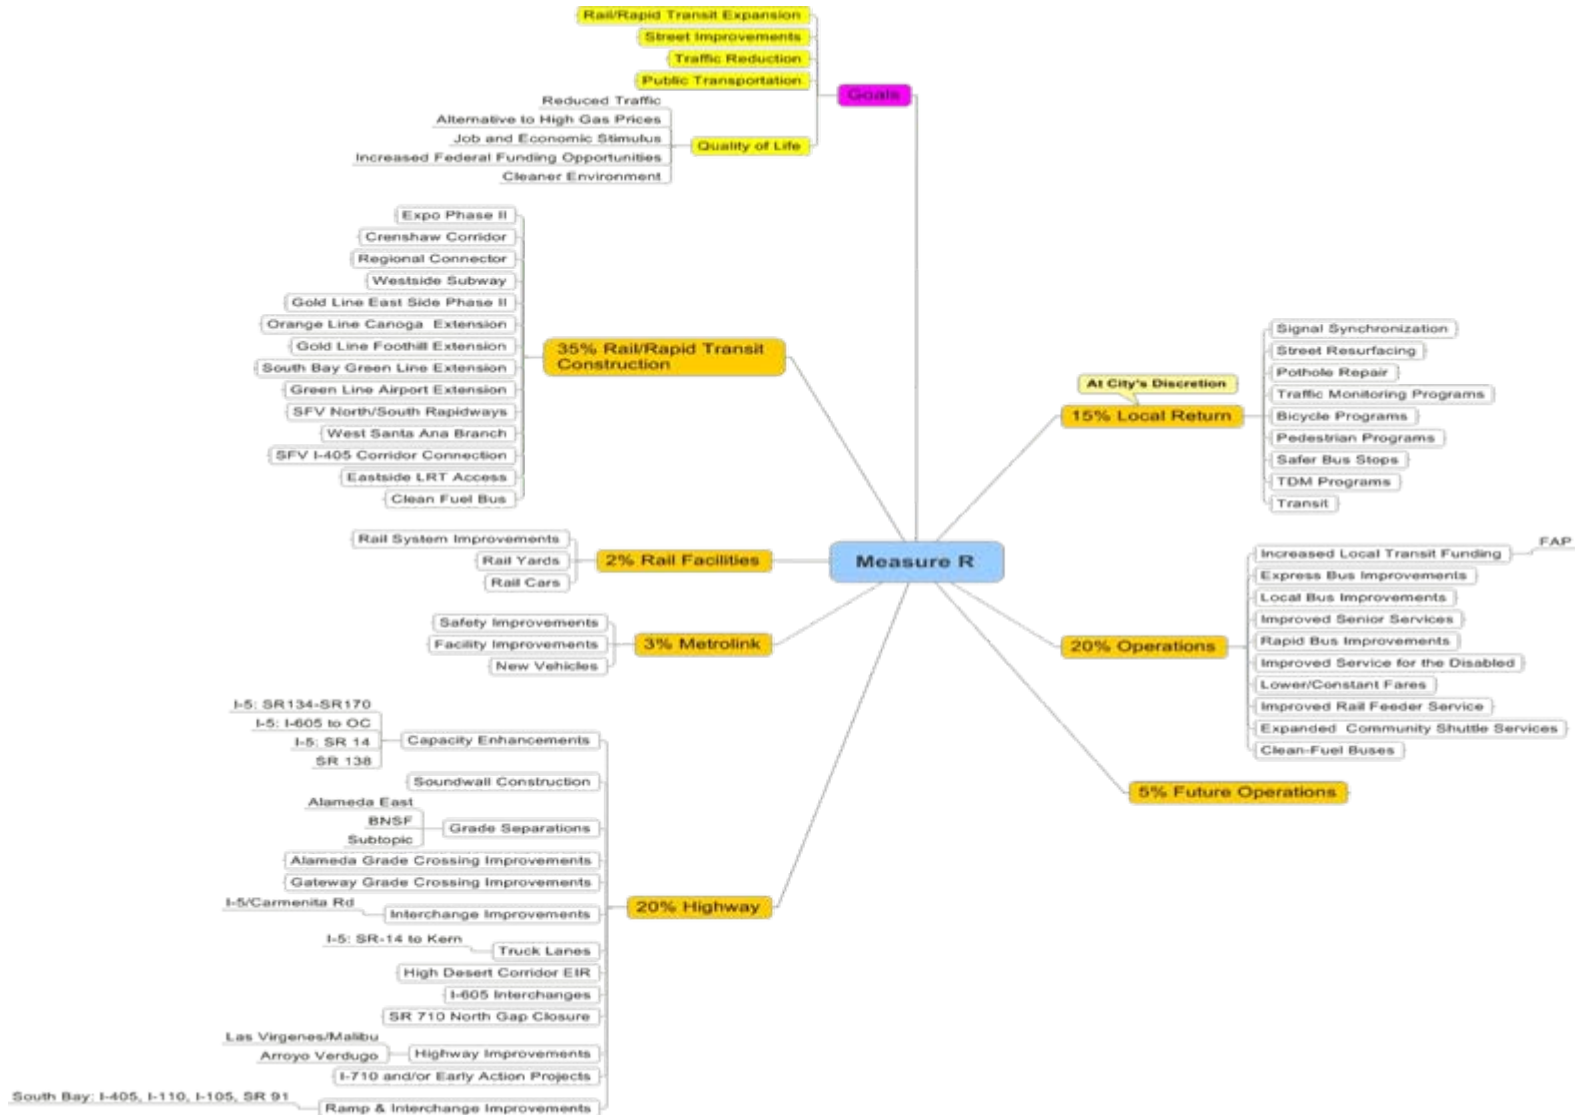 Rail/Rapid Transit Expansion
Street Improvements
Traffic Reduction
Public Transportation
Goals
Reduced Traffic
Alternative to High Gas Prices
Job and Economic Stimulus
Quality of Life
Increased Federal Funding Opportunities
Cleaner Environment
Expo Phase II
Crenshaw Corridor
Regional Connector
Westside Subway
Gold Line East Side Phase II
Orange Line Canoga  Extension
Gold Line Foothill Extension
South Bay Green Line Extension
Green Line Airport Extension
SFV North/South Rapidways
West Santa Ana Branch
SFV I-405 Corridor Connection
Eastside LRT Access
Clean Fuel Bus
35% Rail/Rapid Transit
Construction
Rail System Improvements
Rail Yards
Rail Cars
2% Rail Facilities
Measure R
Safety Improvements
Facility Improvements
New Vehicles
3% Metrolink
I-5: SR134-SR170
I-5: I-605 to OC
I-5: SR 14
SR 138
Capacity Enhancements
Soundwall Construction
Alameda East
BNSF
Subtopic
Grade Separations
Alameda Grade Crossing Improvements
Gateway Grade Crossing Improvements
I-5/Carmenita Rd
Interchange Improvements
I-5: SR-14 to Kern
Truck Lanes
High Desert Corridor EIR
I-605 Interchanges
SR 710 North Gap Closure
Las Virgenes/Malibu
Arroyo Verdugo
Highway Improvements
I-710 and/or Early Action Projects
South Bay: I-405, I-110, I-105, SR 91
Ramp & Interchange Improvements
20% Highway
At City's Discretion
15% Local Return
Signal Synchronization
Street Resurfacing
Pothole Repair
Traffic Monitoring Programs
Bicycle Programs
Pedestrian Programs
Safer Bus Stops
TDM Programs
Transit
20% Operations
Increased Local Transit Funding
FAP
Express Bus Improvements
Local Bus Improvements
Improved Senior Services
Rapid Bus Improvements
Improved Service for the Disabled
Lower/Constant Fares
Improved Rail Feeder Service
Expanded  Community Shuttle Services
Clean-Fuel Buses
5% Future Operations